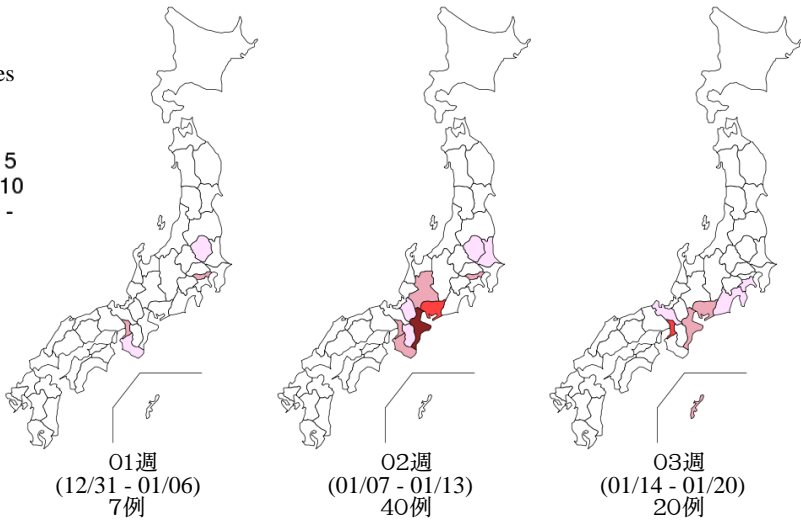 es
5
10
-
01週
(12/31 - 01/06)
7例
02週
(01/07 - 01/13)
40例
03週
(01/14 - 01/20)
20例